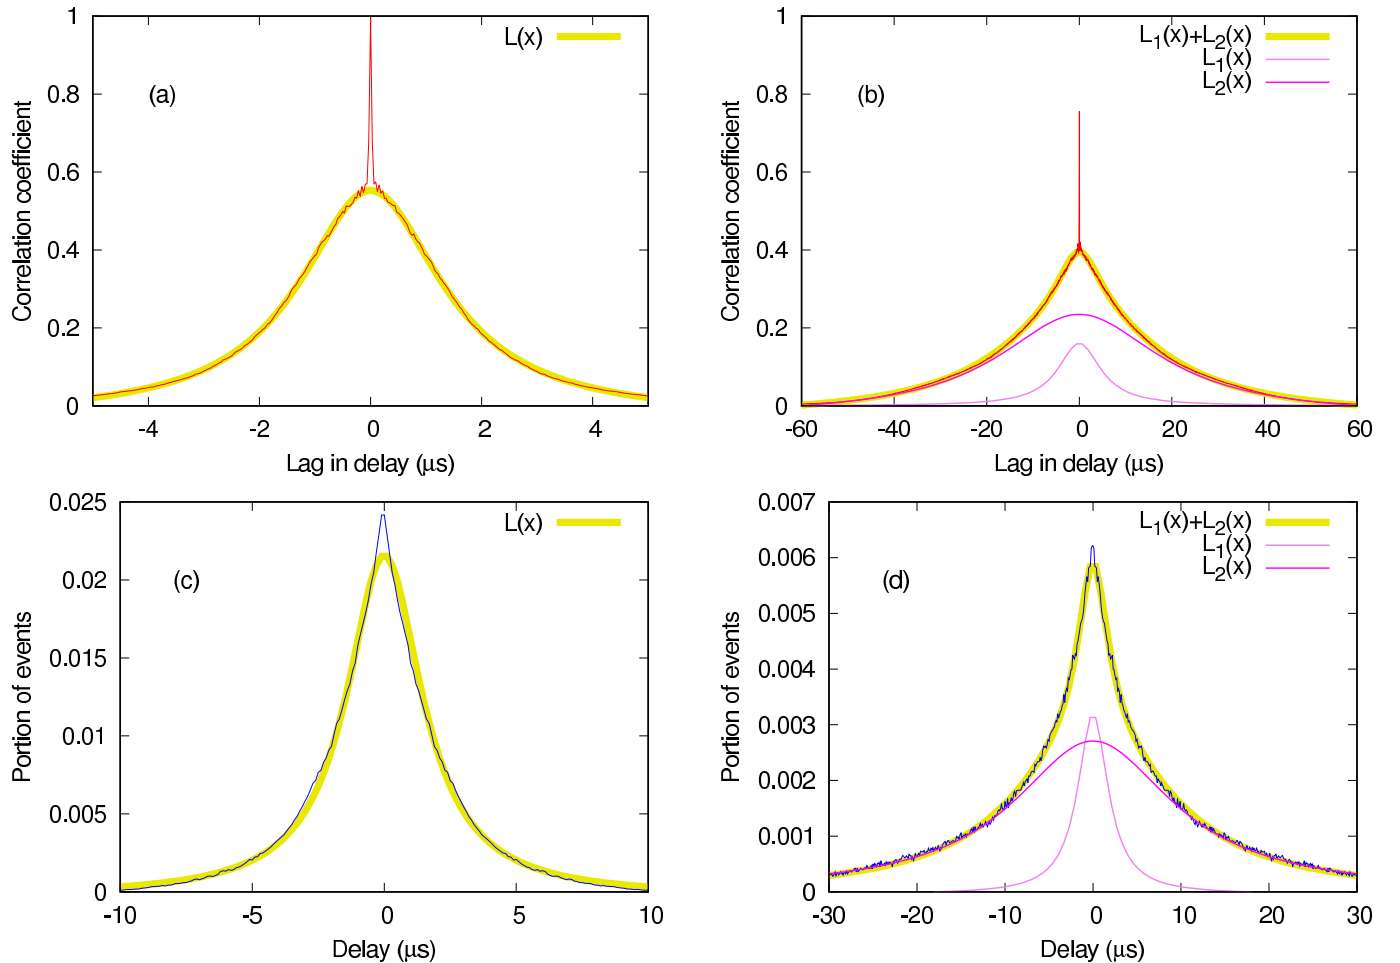 1
0.8
0.6
0.4
0.2
0
-4
-2
0
2
4
Correlation coefficient
Lag in delay (μs)
(a)
L(x)
1
0.8
0.6
0.4
0.2
0
-60
-40
-20
0
20
40
60
Correlation coefficient
Lag in delay (μs)
(b)
L1(x)+L2(x)
L1(x)
L2(x)
0.025
0.02
0.015
0.01
0.005
0
-10
-5
0
5
10
Portion of events
Delay (μs)
(c)
L(x)
0.007
0.006
0.005
0.004
0.003
0.002
0.001
0
-30
-20
-10
0
10
20
30
Portion of events
Delay (μs)
(d)
L1(x)+L2(x)
L1(x)
L2(x)